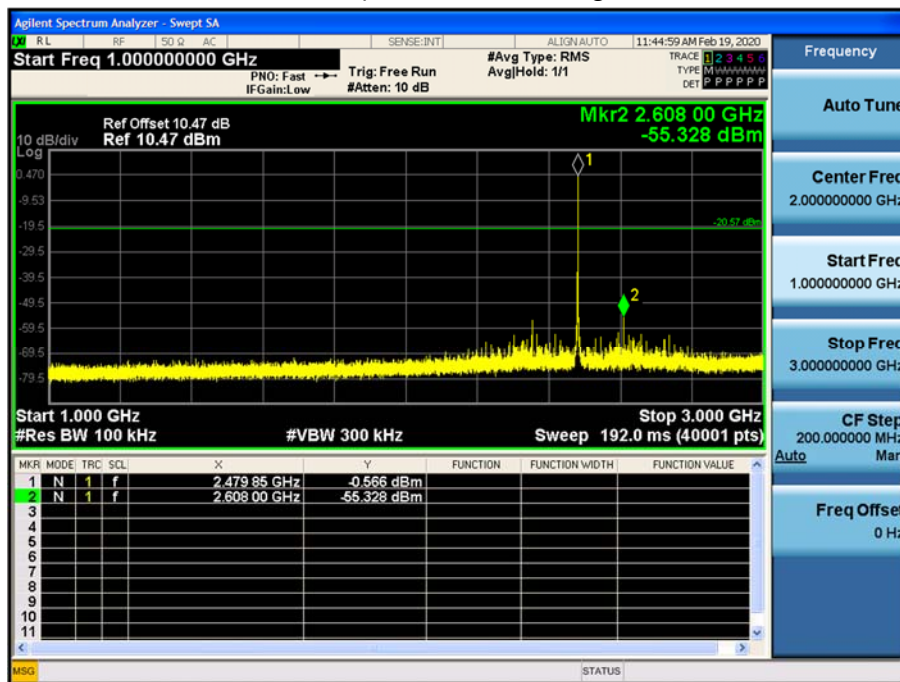 Agilent Spectrum Analyzer - Swept SA
LXI RL RF 50 Ω AC SENSE:INT ALIGNAUTO 11:44:59 AM Feb 19, 2020
Start Freq 1.000000000 GHz
PNO: Fast
IFGain:Low
Trig: Free Run
#Atten: 10 dB
#Avg Type: RMS
Avg|Hold: 1/1
TRACE 1 2 3 4 5 6
TYPE M WWWWW
DET P P P P P P
Mkr2 2.608 00 GHz
-55.328 dBm
Ref Offset 10.47 dB
10 dB/div Ref 10.47 dBm
Log
0.470
-9.53
-19.5
-29.5
-39.5
-49.5
-59.5
-69.5
-79.5
1
-20.57 dBm
2
Start 1.000 GHz Stop 3.000 GHz
#Res BW 100 kHz #VBW 300 kHz Sweep 192.0 ms (40001 pts)
MKR MODE TRC SCL X Y FUNCTION FUNCTION WIDTH FUNCTION VALUE
1 N 1 f 2.479 85 GHz -0.566 dBm
2 N 1 f 2.608 00 GHz -55.328 dBm
3
4
5
6
7
8
9
10
11
MSG STATUS
Frequency
Auto Tune
Center Freq
2.000000000 GHz
Start Freq
1.000000000 GHz
Stop Freq
3.000000000 GHz
CF Step
200.000000 MHz
Auto Man
Freq Offset
0 Hz